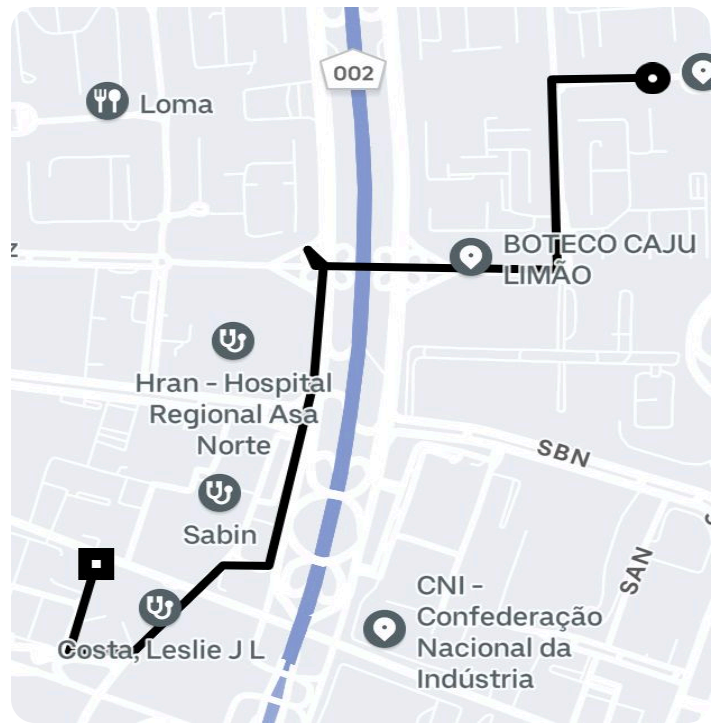 002
Loma
BOTECO CAJU
LIMÃO
Z
Hran - Hospital
Regional Asa
Norte
SBN
Sabin
SAN
CNI -
Confederação
Nacional da
Indústria
Costa, Leslie J L